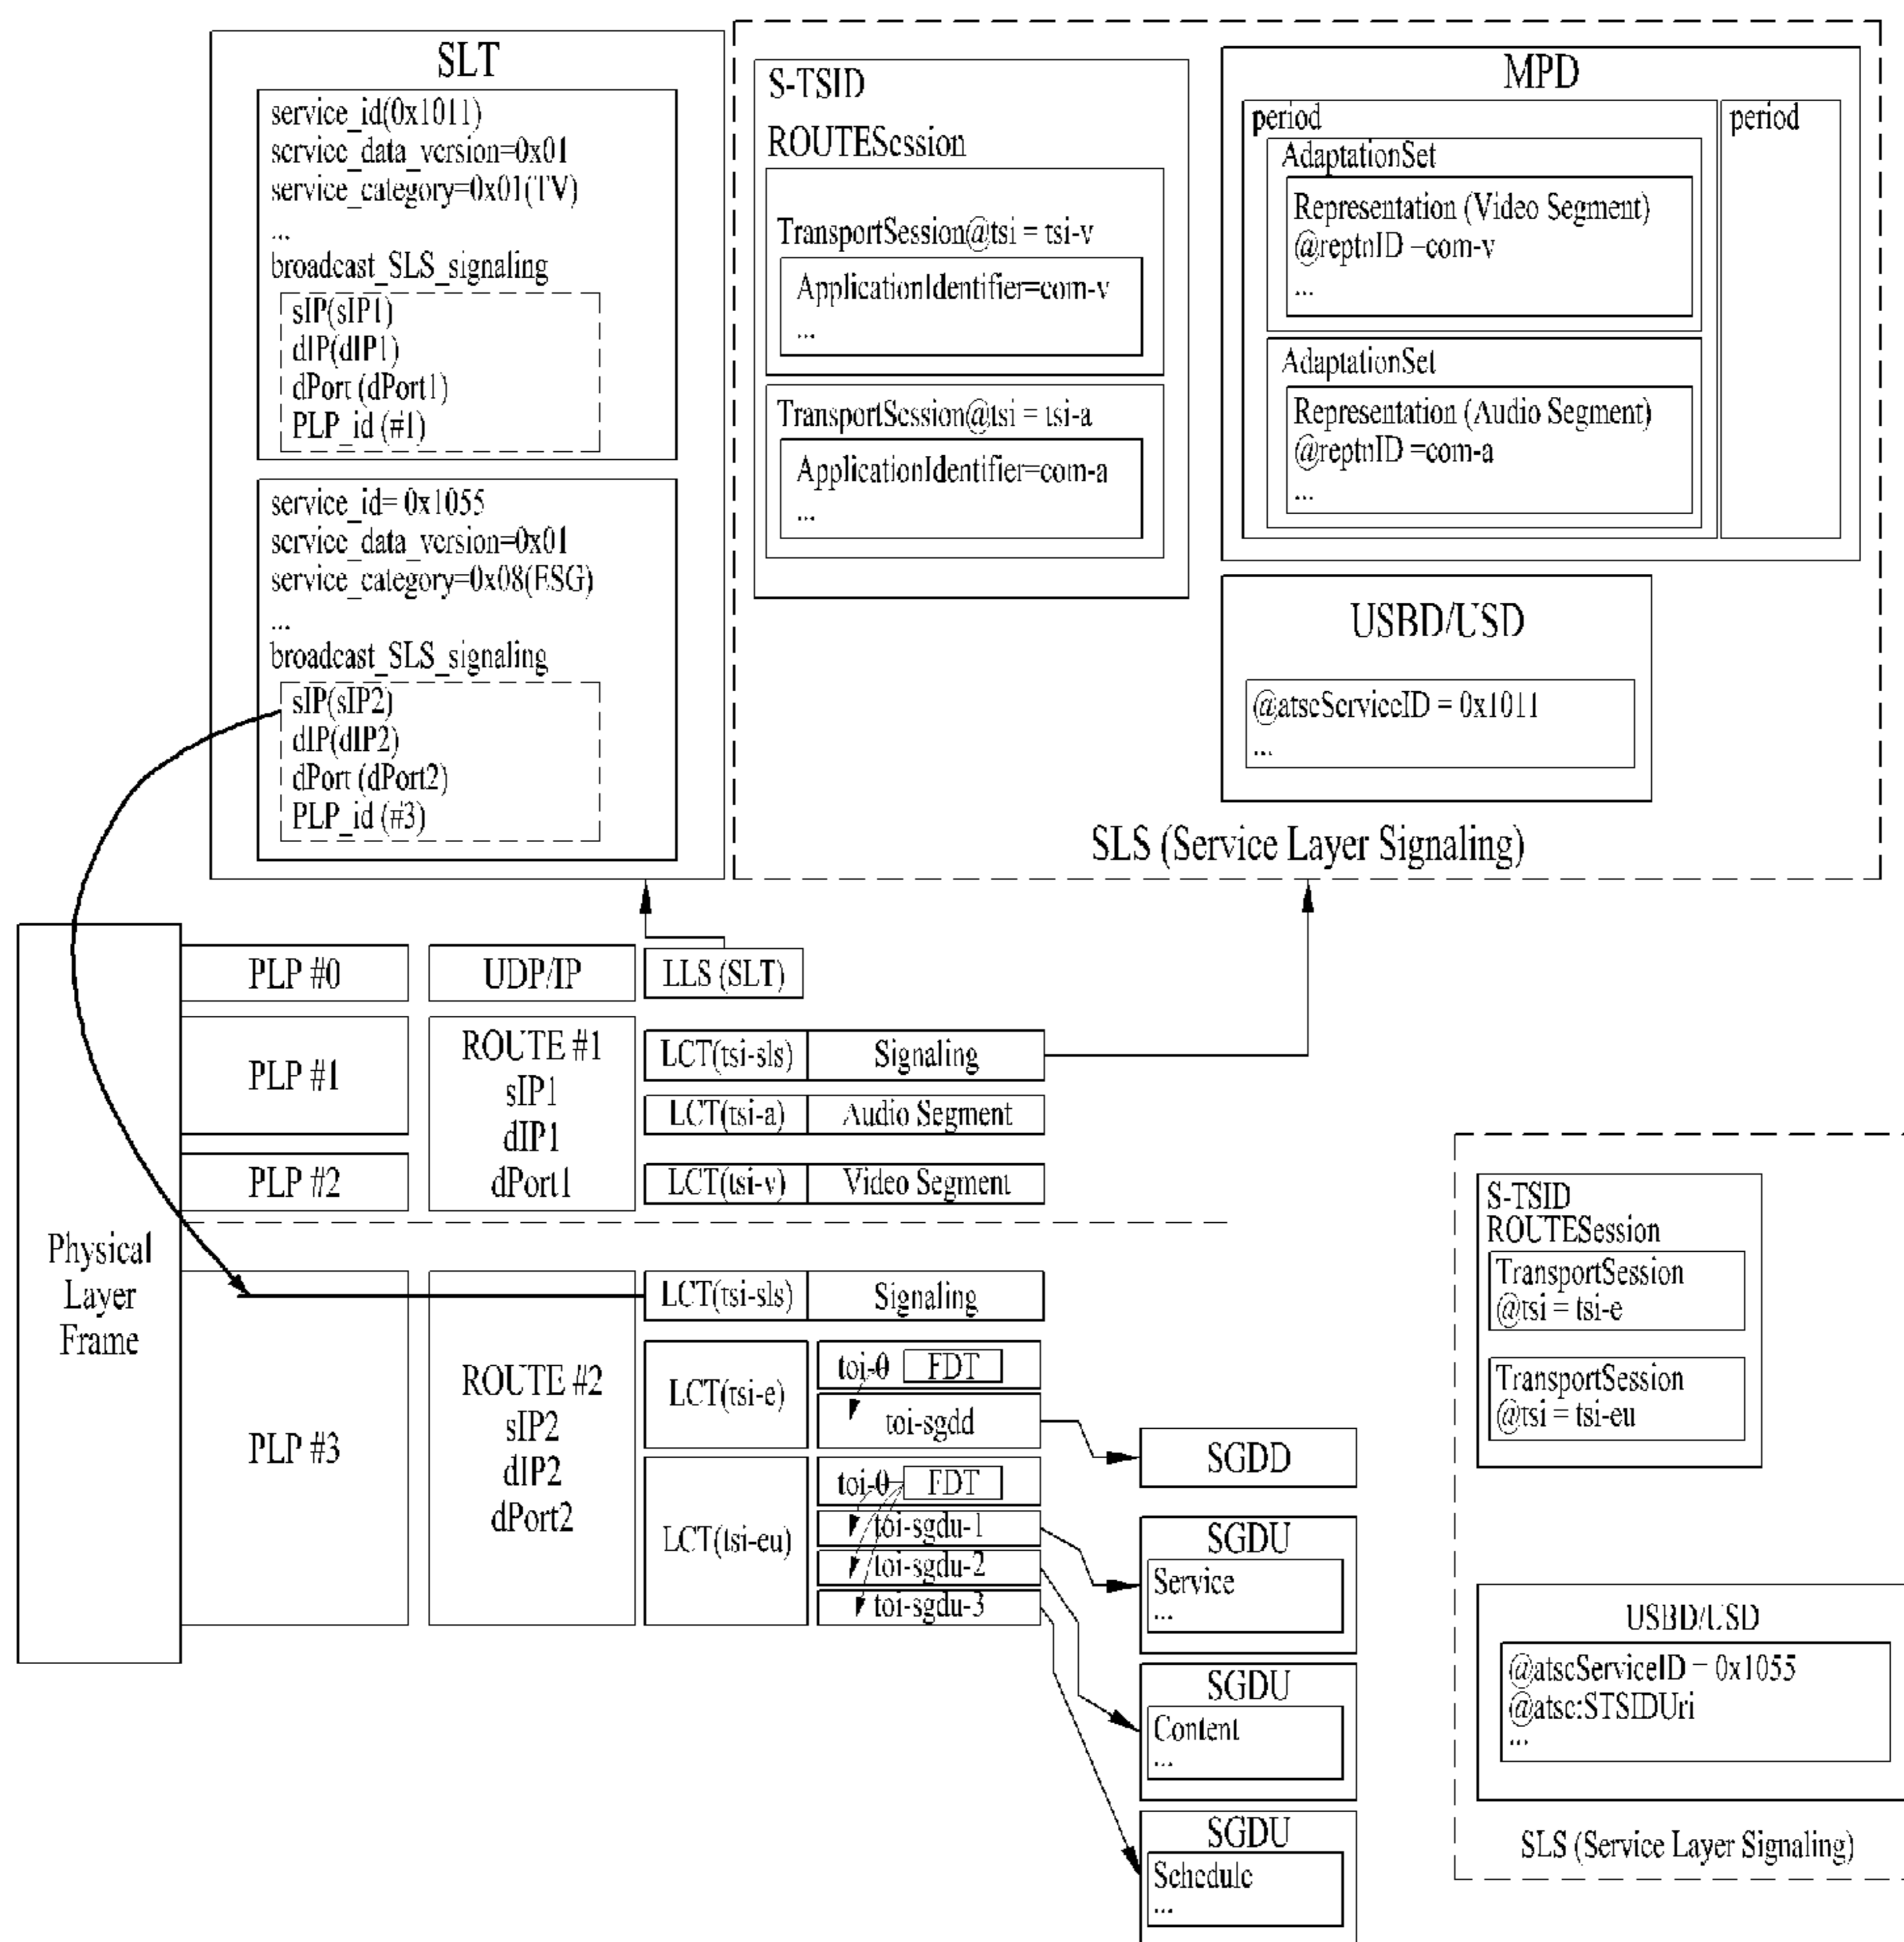 SLT
service_id(0x1011)
service_data_version=0x01
service_category=0x01(TV)
...
broadcast_SLS_signaling
sIP(sIP1)
dIP(dIP1)
dPort (dPort1)
PLP_id (#1)
service_id= 0x1055
service_data_version=0x01
service_category=0x08(ESG)
...
broadcast_SLS_signaling
sIP(sIP2)
dIP(dIP2)
dPort (dPort2)
PLP_id (#3)
S-TSID
ROUTESession
TransportSession@tsi = tsi-v
ApplicationIdentifier=com-v
...
TransportSession@tsi = tsi-a
ApplicationIdentifier=com-a
...
MPD
period
AdaptationSet
Representation (Video Segment)
@reptnID =com-v
...
AdaptationSet
Representation (Audio Segment)
@reptnID =com-a
...
period
USBD/USD
@atscServiceID = 0x1011
...
SLS (Service Layer Signaling)
Physical
Layer
Frame
PLP #0
UDP/IP
LLS (SLT)
PLP #1
PLP #2
ROUTE #1
sIP1
dIP1
dPort1
LCT(tsi-sls)
Signaling
LCT(tsi-a)
Audio Segment
LCT(tsi-v)
Video Segment
PLP #3
ROUTE #2
sIP2
dIP2
dPort2
LCT(tsi-sls)
Signaling
LCT(tsi-e)
toi-0
FDT
toi-sgdd
LCT(tsi-eu)
toi-0
FDT
toi-sgdu-1
toi-sgdu-2
toi-sgdu-3
SGDD
SGDU
Service
...
SGDU
Content
...
SGDU
Schedule
...
S-TSID
ROUTESession
TransportSession
@tsi = tsi-e
TransportSession
@tsi = tsi-eu
USBD/USD
@atscServiceID = 0x1055
@atsc:STSIDUri
...
SLS (Service Layer Signaling)